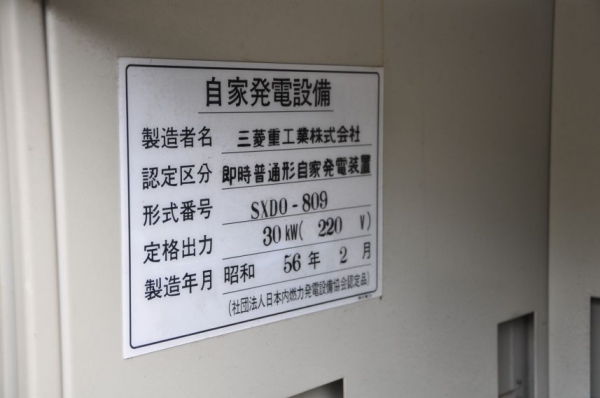 自家発電設備
製造者名 三菱重工業株式会社
認定区分 即時普通形自家発電装置
形式番号 SXDO-809
定格出力 30kW( 220 V)
製造年月 昭和 56年 2月
(社団法人日本内燃力発電設備協会認定品)